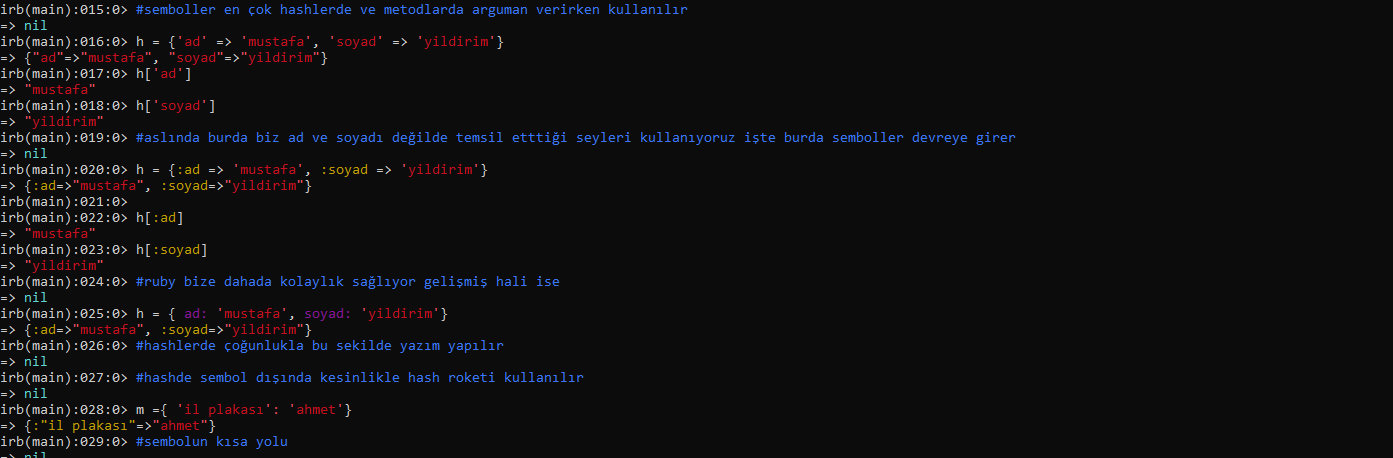 irb(main):015:0> #semboller en çok hashlerde ve metodlarda arguman verirken kullanılır
=> nil
irb(main):016:0> h = {'ad' => 'mustafa', 'soyad' => 'yildirim'}
=> {"ad"=>"mustafa", "soyad"=>"yildirim"}
irb(main):017:0> h['ad']
=> "mustafa"
irb(main):018:0> h['soyad']
=> "yildirim"
irb(main):019:0> #aslında burda biz ad ve soyadı değilde temsil etttiği seyleri kullanıyoruz işte burda semboller devreye girer
=> nil
irb(main):020:0> h = {:ad => 'mustafa', :soyad => 'yildirim'}
=> {:ad=>"mustafa", :soyad=>"yildirim"}
irb(main):021:0>
irb(main):022:0> h[:ad]
=> "mustafa"
irb(main):023:0> h[:soyad]
=> "yildirim"
irb(main):024:0> #ruby bize dahada kolaylık sağlıyor gelişmiş hali ise
=> nil
irb(main):025:0> h = { ad: 'mustafa', soyad: 'yildirim'}
=> {:ad=>"mustafa", :soyad=>"yildirim"}
irb(main):026:0> #hashlerde çoğunlukla bu sekilde yazım yapılır
=> nil
irb(main):027:0> #hashde sembol dışında kesinlikle hash roketi kullanılır
=> nil
irb(main):028:0> m ={ 'il plakası': 'ahmet'}
=> {:"il plakası"=>"ahmet"}
irb(main):029:0> #sembolun kısa yolu
=> nil